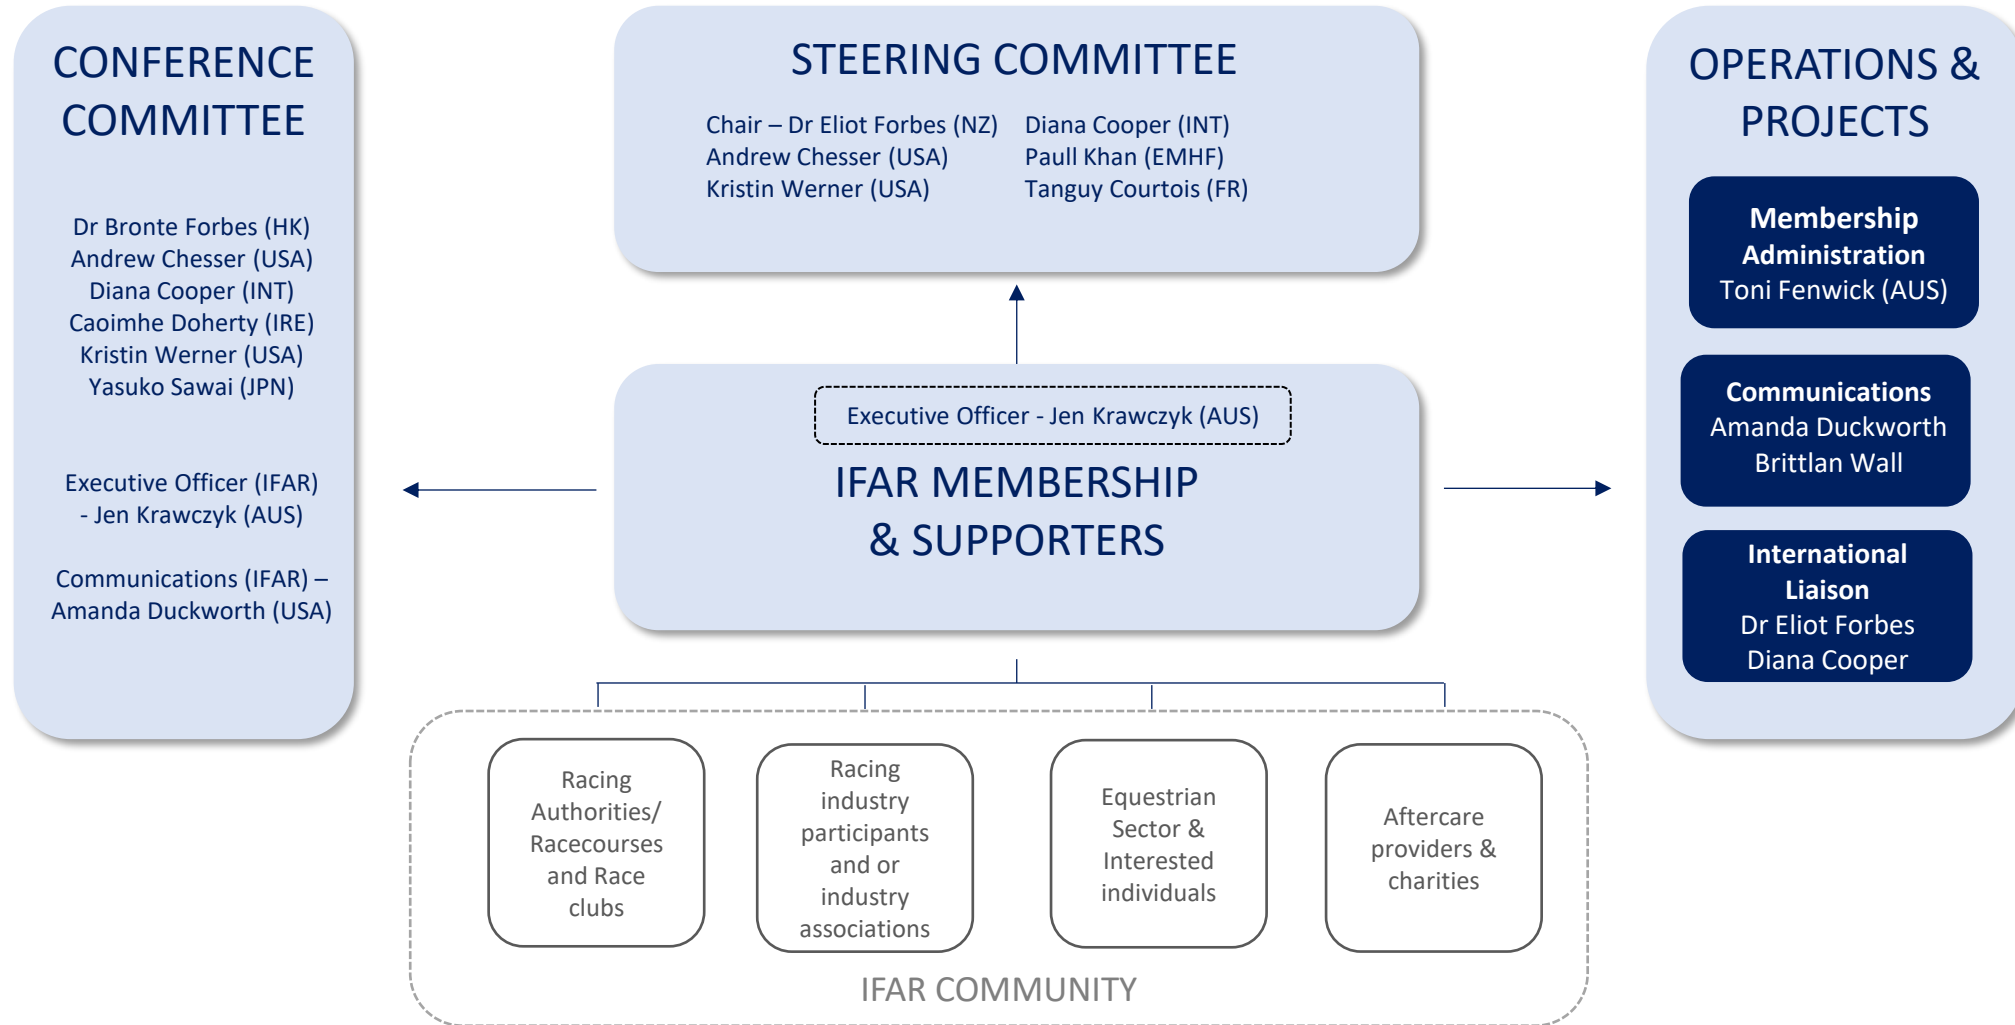 CONFERENCE
COMMITTEE
Dr Bronte Forbes (HK)
Andrew Chesser (USA)
Diana Cooper (INT)
Caoimhe Doherty (IRE)
Kristin Werner (USA)
Yasuko Sawai (JPN)
Executive Officer (IFAR)
- Jen Krawczyk (AUS)
Communications (IFAR) –
Amanda Duckworth (USA)
STEERING COMMITTEE
Chair – Dr Eliot Forbes (NZ)
Andrew Chesser (USA)
Kristin Werner (USA)
Diana Cooper (INT)
Paull Khan (EMHF)
Tanguy Courtois (FR)
Executive Officer - Jen Krawczyk (AUS)
IFAR MEMBERSHIP
& SUPPORTERS
OPERATIONS &
PROJECTS
Membership
Administration
Toni Fenwick (AUS)
Communications
Amanda Duckworth
Brittlan Wall
International
Liaison
Dr Eliot Forbes
Diana Cooper
Racing
Authorities/
Racecourses
and Race
clubs
Racing
industry
participants
and or
industry
associations
Equestrian
Sector &
Interested
individuals
Aftercare
providers &
charities
IFAR COMMUNITY